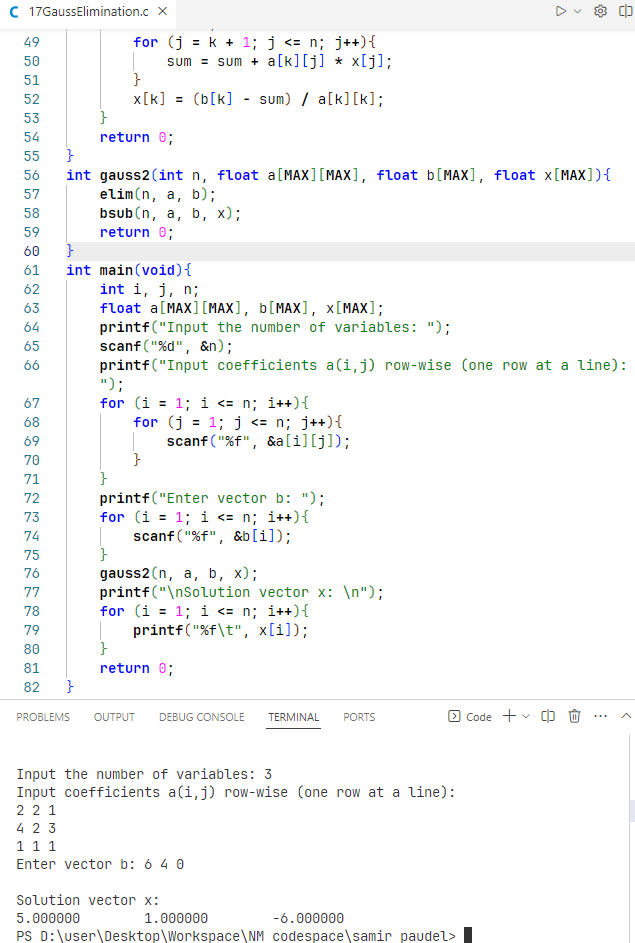 17GaussElimination.c
49 for (j = k + 1; j <= n; j++){
50 sum = sum + a[k][j] * x[j];
51 }
52 x[k] = (b[k] - sum) / a[k][k];
53 }
54 return 0;
55 }
56 int gauss2(int n, float a[MAX][MAX], float b[MAX], float x[MAX]){
57 elim(n, a, b);
58 bsub(n, a, b, x);
59 return 0;
60 }
61 int main(void){
62 int i, j, n;
63 float a[MAX][MAX], b[MAX], x[MAX];
64 printf("Input the number of variables: ");
65 scanf("%d", &n);
66 printf("Input coefficients a(i,j) row-wise (one row at a line):
");
67 for (i = 1; i <= n; i++){
68 for (j = 1; j <= n; j++){
69 scanf("%f", &a[i][j]);
70 }
71 }
72 printf("Enter vector b: ");
73 for (i = 1; i <= n; i++){
74 scanf("%f", &b[i]);
75 }
76 gauss2(n, a, b, x);
77 printf("\nSolution vector x: \n");
78 for (i = 1; i <= n; i++){
79 printf("%f\t", x[i]);
80 }
81 return 0;
82 }
PROBLEMS OUTPUT DEBUG CONSOLE TERMINAL PORTS Code
Input the number of variables: 3
Input coefficients a(i,j) row-wise (one row at a line):
2 2 1
4 2 3
1 1 1
Enter vector b: 6 4 0
Solution vector x:
5.000000 1.000000 -6.000000
PS D:\user\Desktop\Workspace\NM codespace\samir paudel>